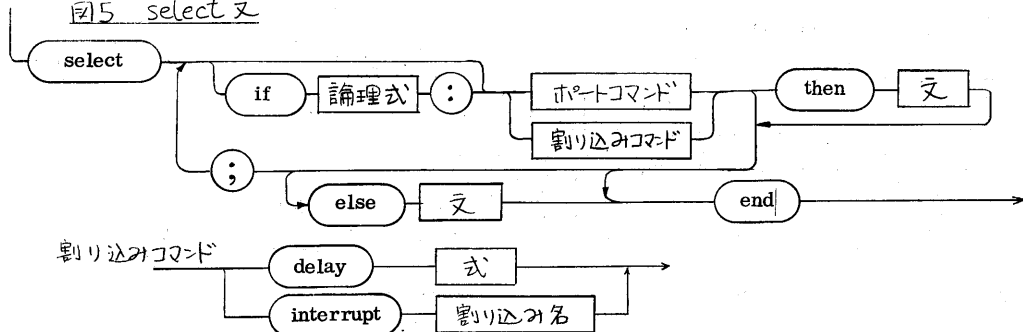 図5 select文
select
if 論理式 : ポートコマンド then 文
割り込みコマンド
;
else 文 end
割り込みコマンド
delay 式
interrupt 割り込み名